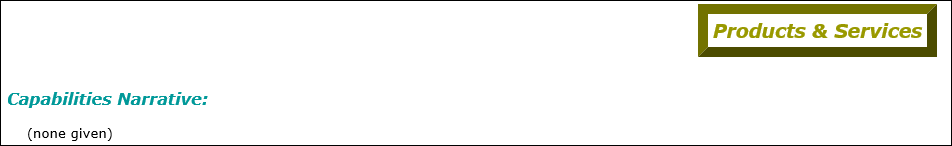 Products & Services
Capabilities Narrative:
(none given)